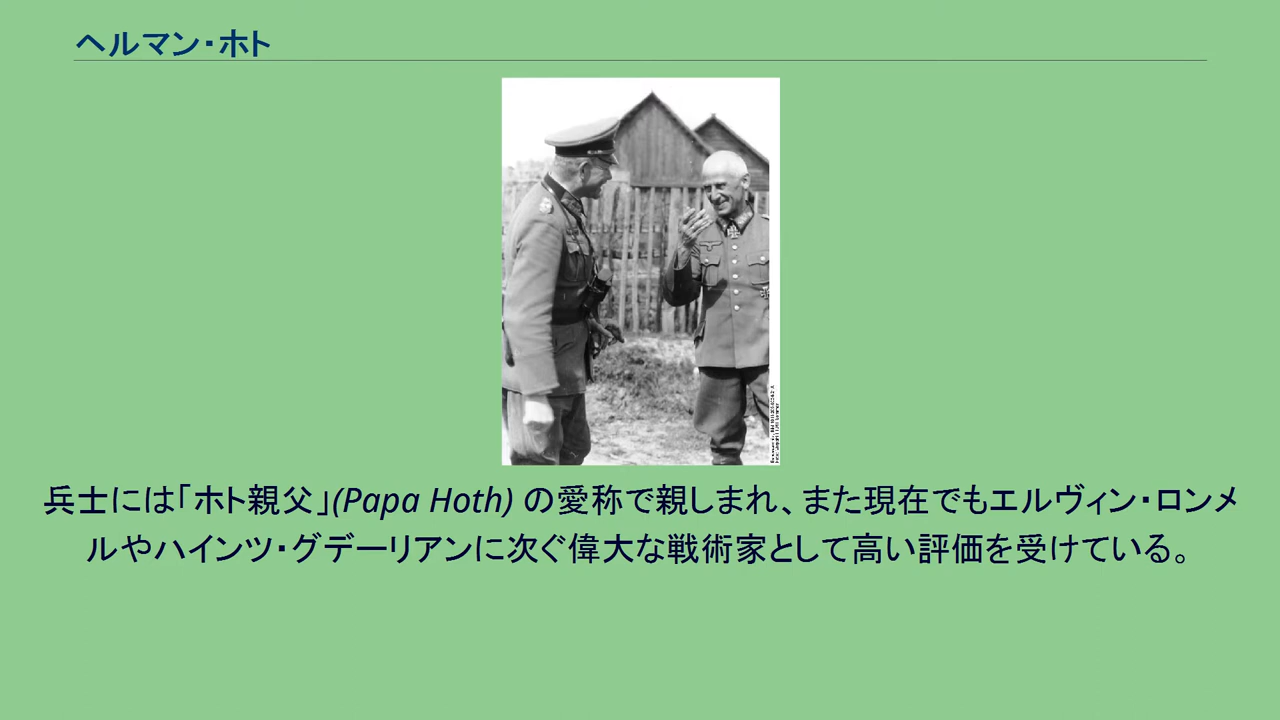 ヘルマン・ホト
兵士には「ホト親父」(Papa Hoth) の愛称で親しまれ、また現在でもエルヴィン・ロンメ
ルやハインツ・グデーリアンに次ぐ偉大な戦術家として高い評価を受けている。